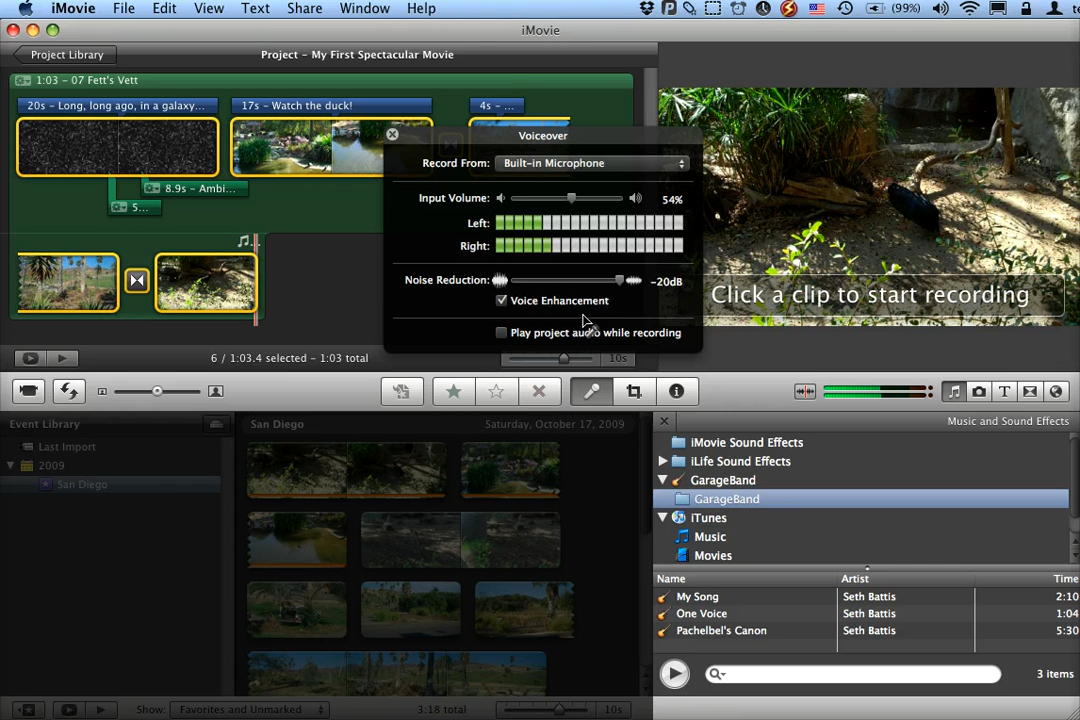 iMovie File Edit View Text Share Window Help (99%)
iMovie
Project Library Project - My First Spectacular Movie
1:03 - 07 Fett's Vett
20s - Long, long ago, in a galaxy... 17s - Watch the duck! 4s - ...
Voiceover
Record From: Built-in Microphone
8.9s - Ambi...
5...
Input Volume: 54%
Left:
Right:
Noise Reduction: -20dB
Voice Enhancement
Play project audio while recording
Click a clip to start recording
6 / 1:03.4 selected - 1:03 total 10s
Event Library
Last Import
2009
San Diego
San Diego Saturday, October 17, 2009
Music and Sound Effects
iMovie Sound Effects
iLife Sound Effects
GarageBand
GarageBand
iTunes
Music
Movies
Name Artist Time
My Song Seth Battis 2:10
One Voice Seth Battis 1:04
Pachelbel's Canon Seth Battis 5:30
3 items
Show: Favorites and Unmarked 3:18 total 10s